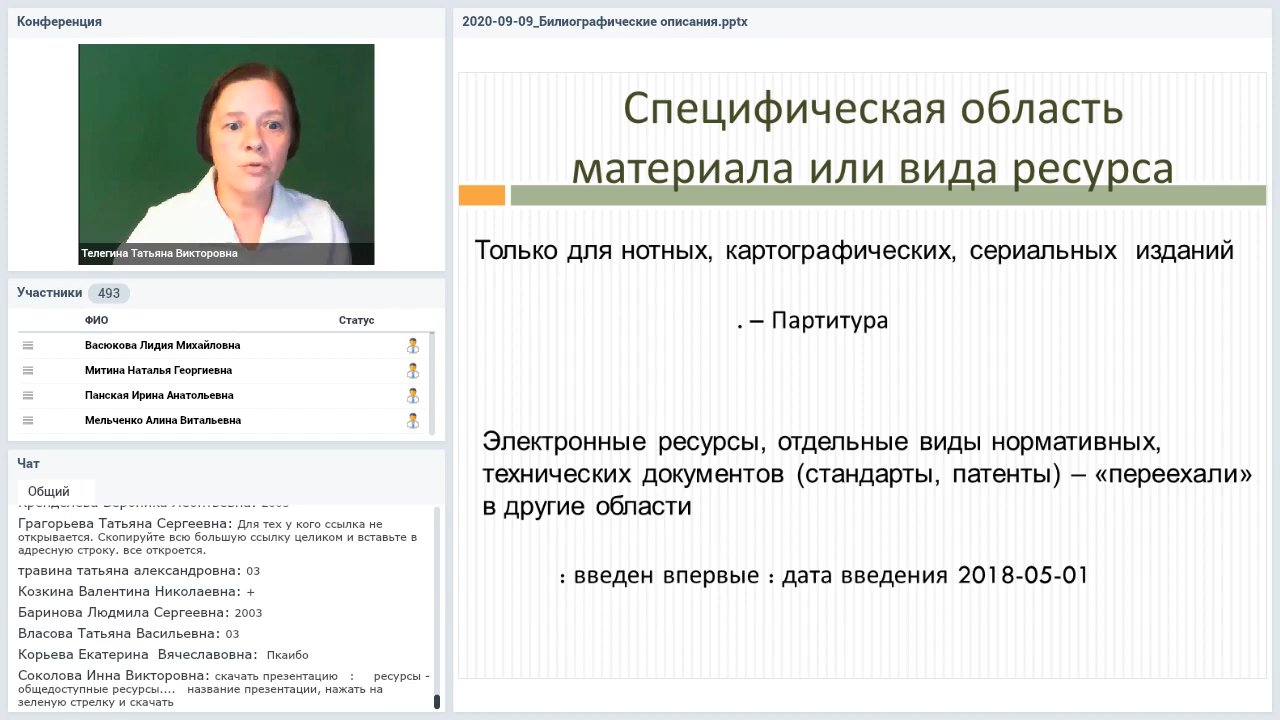 Конференция
Телегина Татьяна Викторовна
Участники 493
ФИО Статус
Васюкова Лидия Михайловна
Митина Наталья Георгиевна
Панская Ирина Анатольевна
Мельченко Алина Витальевна
Чат
Общий
Григорьева Татьяна Сергеевна: Для тех у кого ссылка не
открывается. Скопируйте всю большую ссылку целиком и вставьте в
адресную строку. все откроется.
травина татьяна александровна: 03
Козкина Валентина Николаевна: +
Баринова Людмила Сергеевна: 2003
Власова Татьяна Васильевна: 03
Корьева Екатерина Вячеславовна: Пкаибо
Соколова Инна Викторовна: скачать презентацию : ресурсы -
общедоступные ресурсы.... название презентации, нажать на
зеленую стрелку и скачать
2020-09-09_Билиографические описания.pptx
Специфическая область
материала или вида ресурса
Только для нотных, картографических, сериальных изданий
. – Партитура
Электронные ресурсы, отдельные виды нормативных,
технических документов (стандарты, патенты) – «переехали»
в другие области
: введен впервые : дата введения 2018-05-01